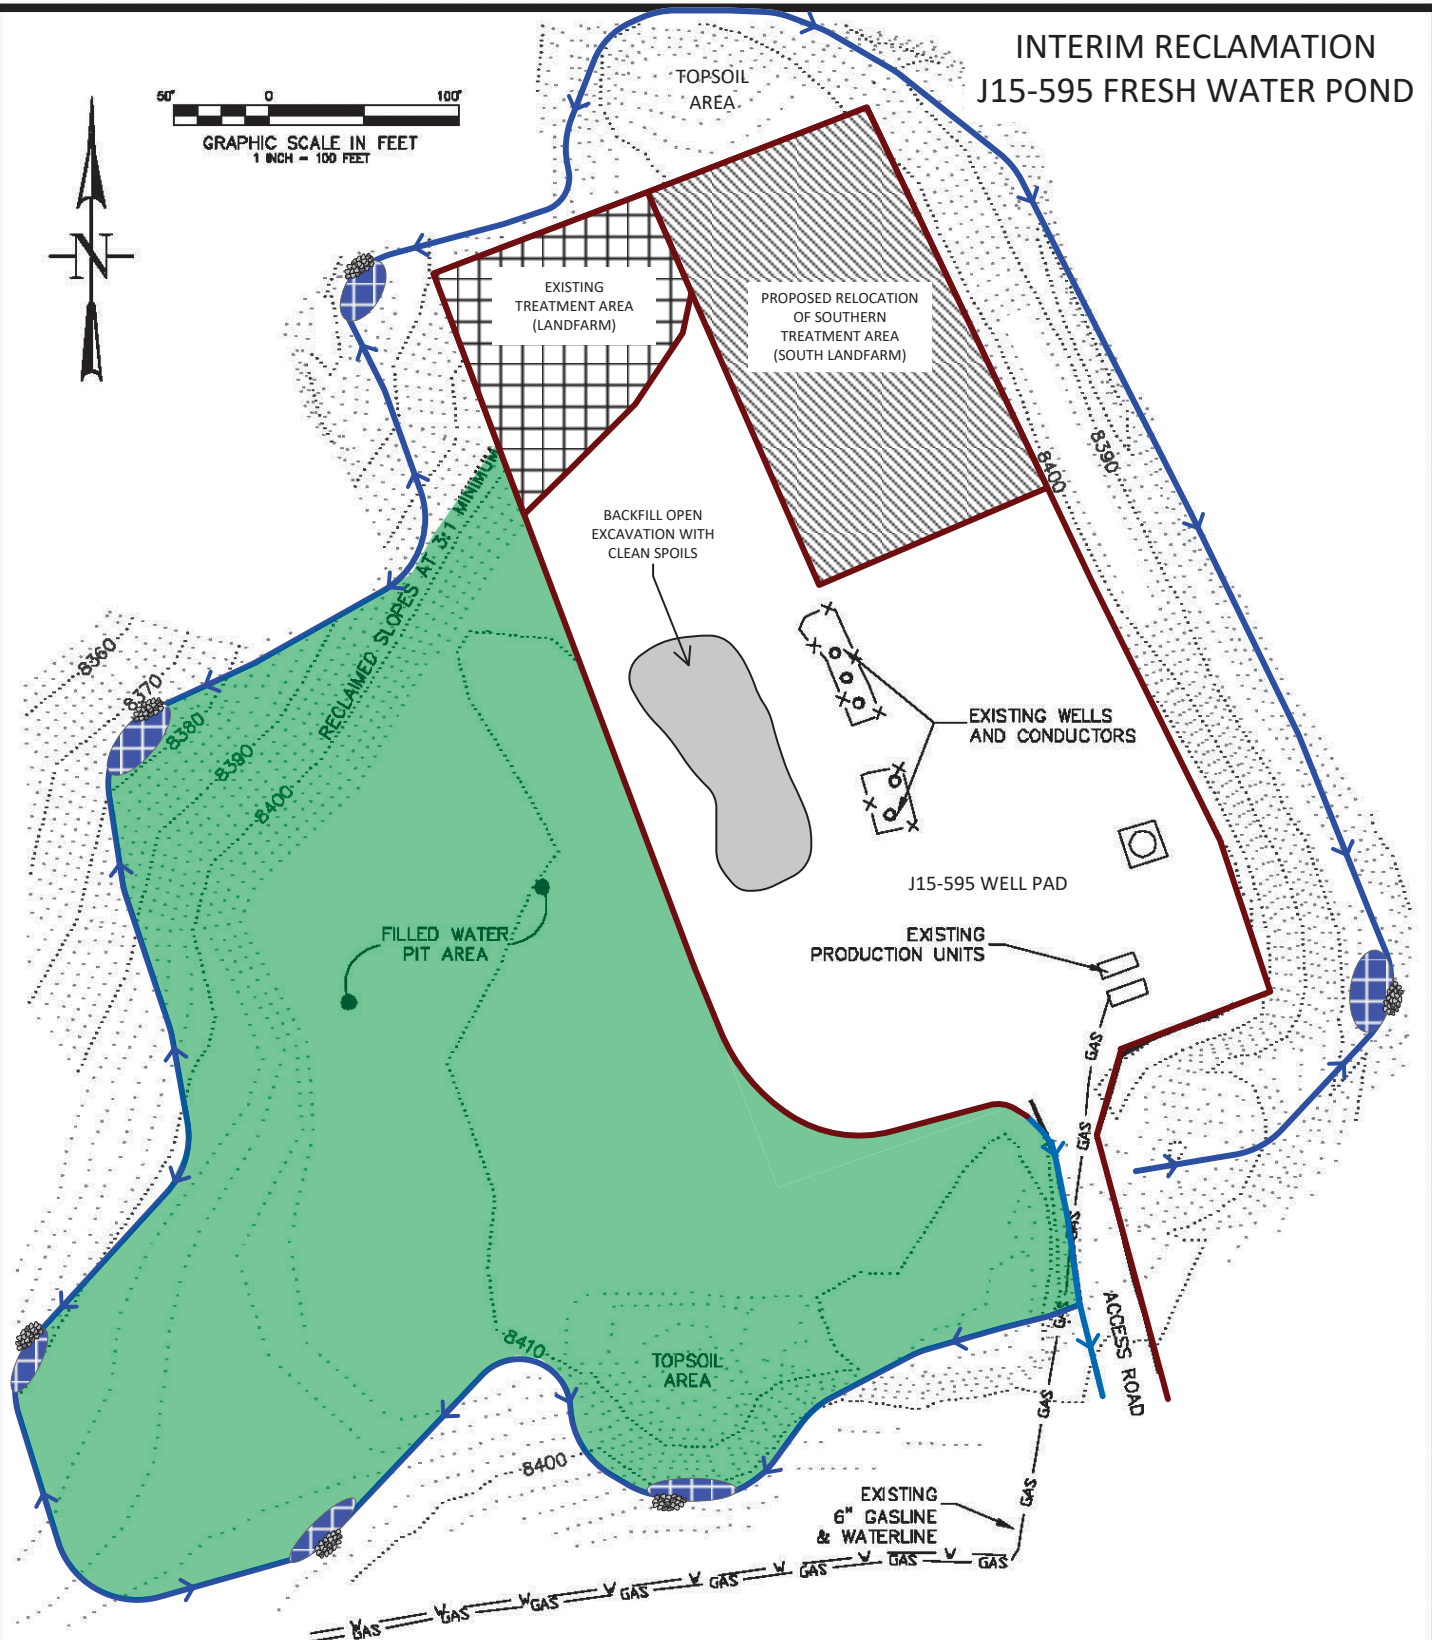 INTERIM RECLAMATION
J15-595 FRESH WATER POND
50' 0 100'
GRAPHIC SCALE IN FEET
1 INCH = 100 FEET
N
TOPSOIL
AREA
EXISTING
TREATMENT AREA
(LANDFARM)
PROPOSED RELOCATION
OF SOUTHERN
TREATMENT AREA
(SOUTH LANDFARM)
8390
8400
RECLAIMED SLOPES AT 3:1 MINIMUM
BACKFILL OPEN
EXCAVATION WITH
CLEAN SPOILS
8360
8370
8380
8390
8400
EXISTING WELLS
AND CONDUCTORS
J15-595 WELL PAD
FILLED WATER
PIT AREA
EXISTING
PRODUCTION UNITS
GAS
GAS
GAS
ACCESS ROAD
8410
TOPSOIL
AREA
GAS
8400
GAS
EXISTING
6" GASLINE
& WATERLINE
W GAS W GAS W GAS W GAS W GAS W GAS W GAS W GAS